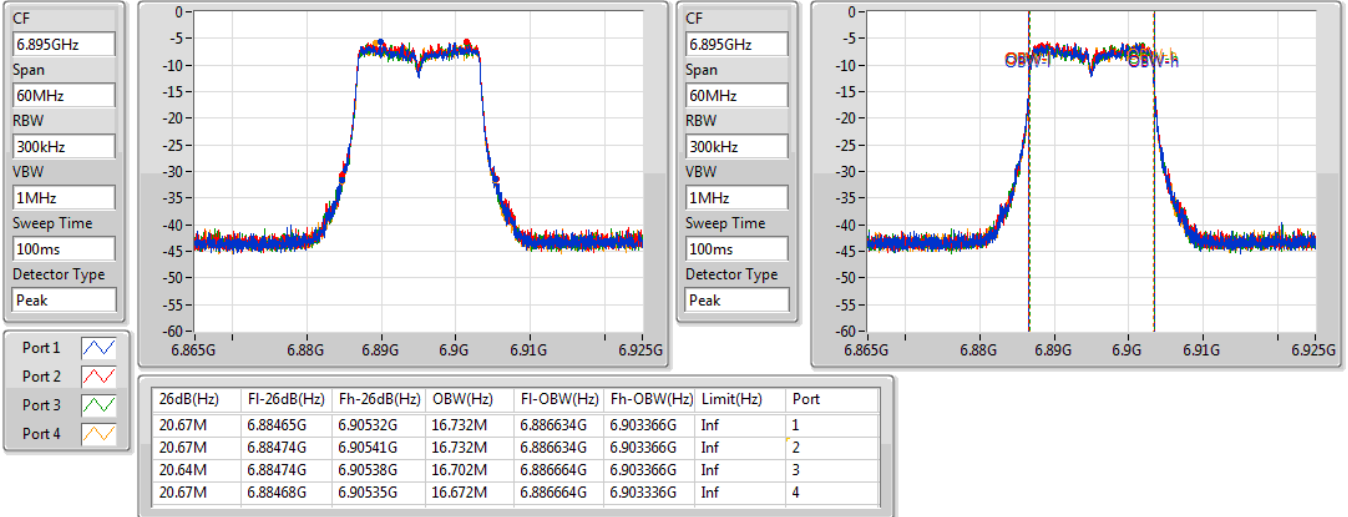 CF
6.895GHz
Span
60MHz
RBW
300kHz
VBW
1MHz
Sweep Time
100ms
Detector Type
Peak
Port 1
Port 2
Port 3
Port 4
0-
-5-
-10-
-15-
-20-
-25-
-30-
-35-
-40-
-45-
-50-
-55-
-60-
6.865G 6.88G 6.89G 6.9G 6.91G 6.925G
CF
6.895GHz
Span
60MHz
RBW
300kHz
VBW
1MHz
Sweep Time
100ms
Detector Type
Peak
0-
-5-
-10-
-15-
-20-
-25-
-30-
-35-
-40-
-45-
-50-
-55-
-60-
OBW-l OBW-h
6.865G 6.88G 6.89G 6.9G 6.91G 6.925G
26dB(Hz) Fl-26dB(Hz) Fh-26dB(Hz) OBW(Hz) Fl-OBW(Hz) Fh-OBW(Hz) Limit(Hz) Port
20.67M 6.88465G 6.90532G 16.732M 6.886634G 6.903366G Inf 1
20.67M 6.88474G 6.90541G 16.732M 6.886634G 6.903366G Inf 2
20.64M 6.88474G 6.90538G 16.702M 6.886664G 6.903366G Inf 3
20.67M 6.88468G 6.90535G 16.672M 6.886664G 6.903336G Inf 4